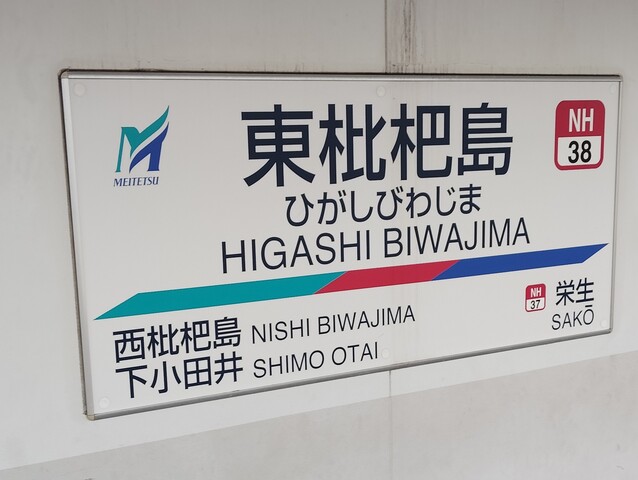 MEITETSU
東枇杷島
NH
38
ひがしびわじま
HIGASHI BIWAJIMA
西枇杷島 NISHI BIWAJIMA
下小田井 SHIMO OTAI
NH
37
栄生
SAKŌ